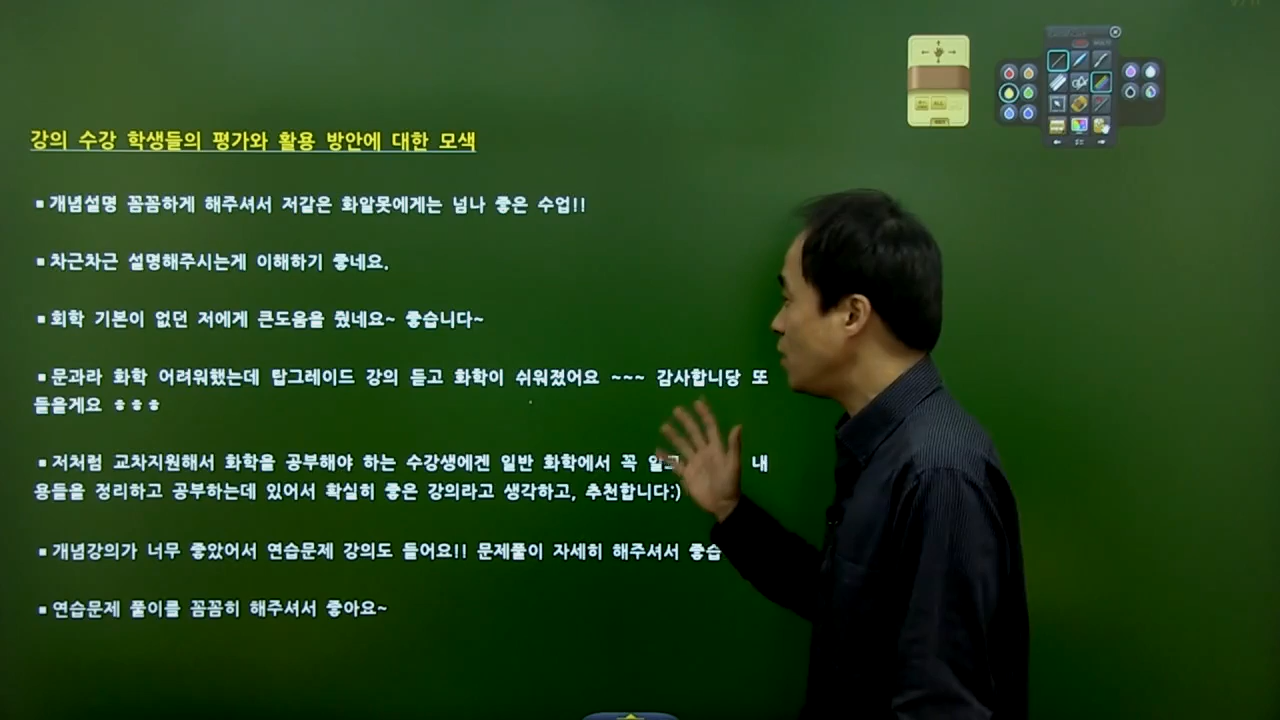 강의 수강 학생들의 평가와 활용 방안에 대한 모색
▪개념설명 꼼꼼하게 해주셔서 저같은 화알못에게는 넘나 좋은 수업!!
▪차근차근 설명해주시는게 이해하기 좋네요.
▪화학 기본이 없던 저에게 큰도움을 줬네요~ 좋습니다~
▪문과라 화학 어려워했는데 탑그레이드 강의 듣고 화학이 쉬워졌어요 ~~~ 감사합니당 또
들을게요 ㅎㅎㅎ
▪저처럼 교차지원해서 화학을 공부해야 하는 수강생에겐 일반 화학에서 꼭 내
용들을 정리하고 공부하는데 있어서 확실히 좋은 강의라고 생각하고, 추천합니다:)
▪개념강의가 너무 좋았어서 연습문제 강의도 들어요!! 문제풀이 자세히 해주셔서 좋습
▪연습문제 풀이를 꼼꼼히 해주셔서 좋아요~